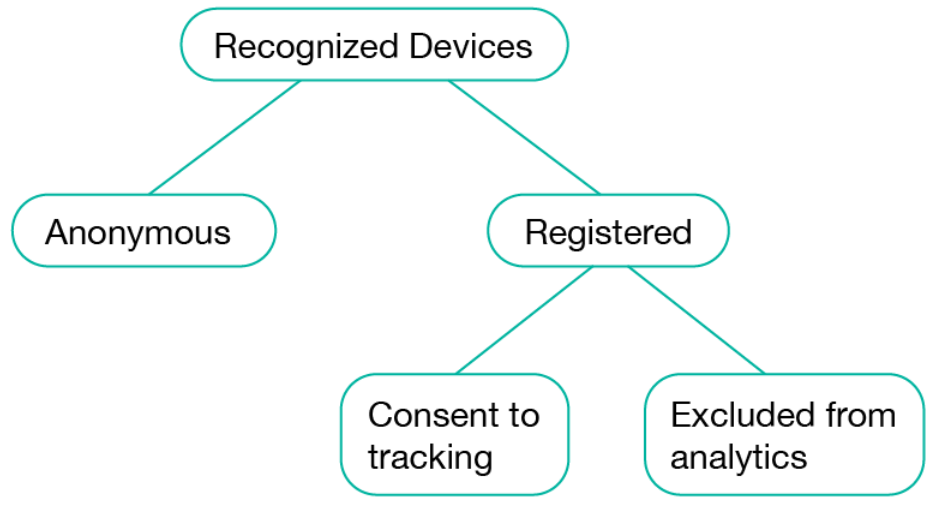 Recognized Devices
Anonymous
Registered
Consent to
tracking
Excluded from
analytics